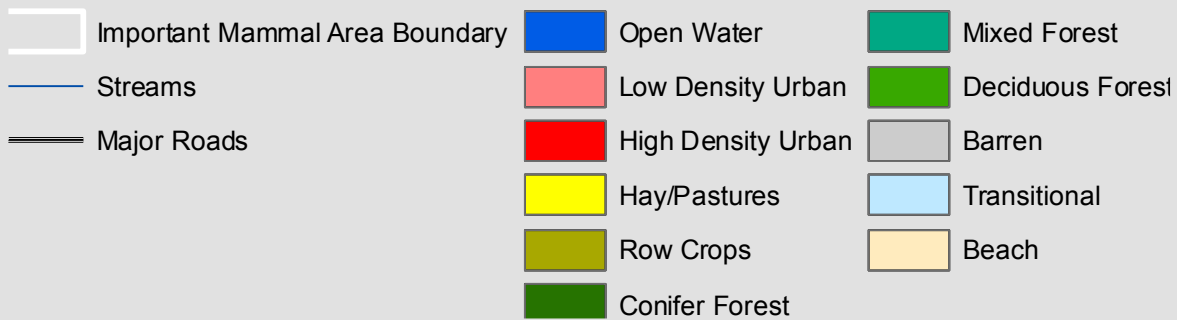 Important Mammal Area Boundary
Streams
Major Roads
Open Water
Low Density Urban
High Density Urban
Hay/Pastures
Row Crops
Conifer Forest
Mixed Forest
Deciduous Forest
Barren
Transitional
Beach